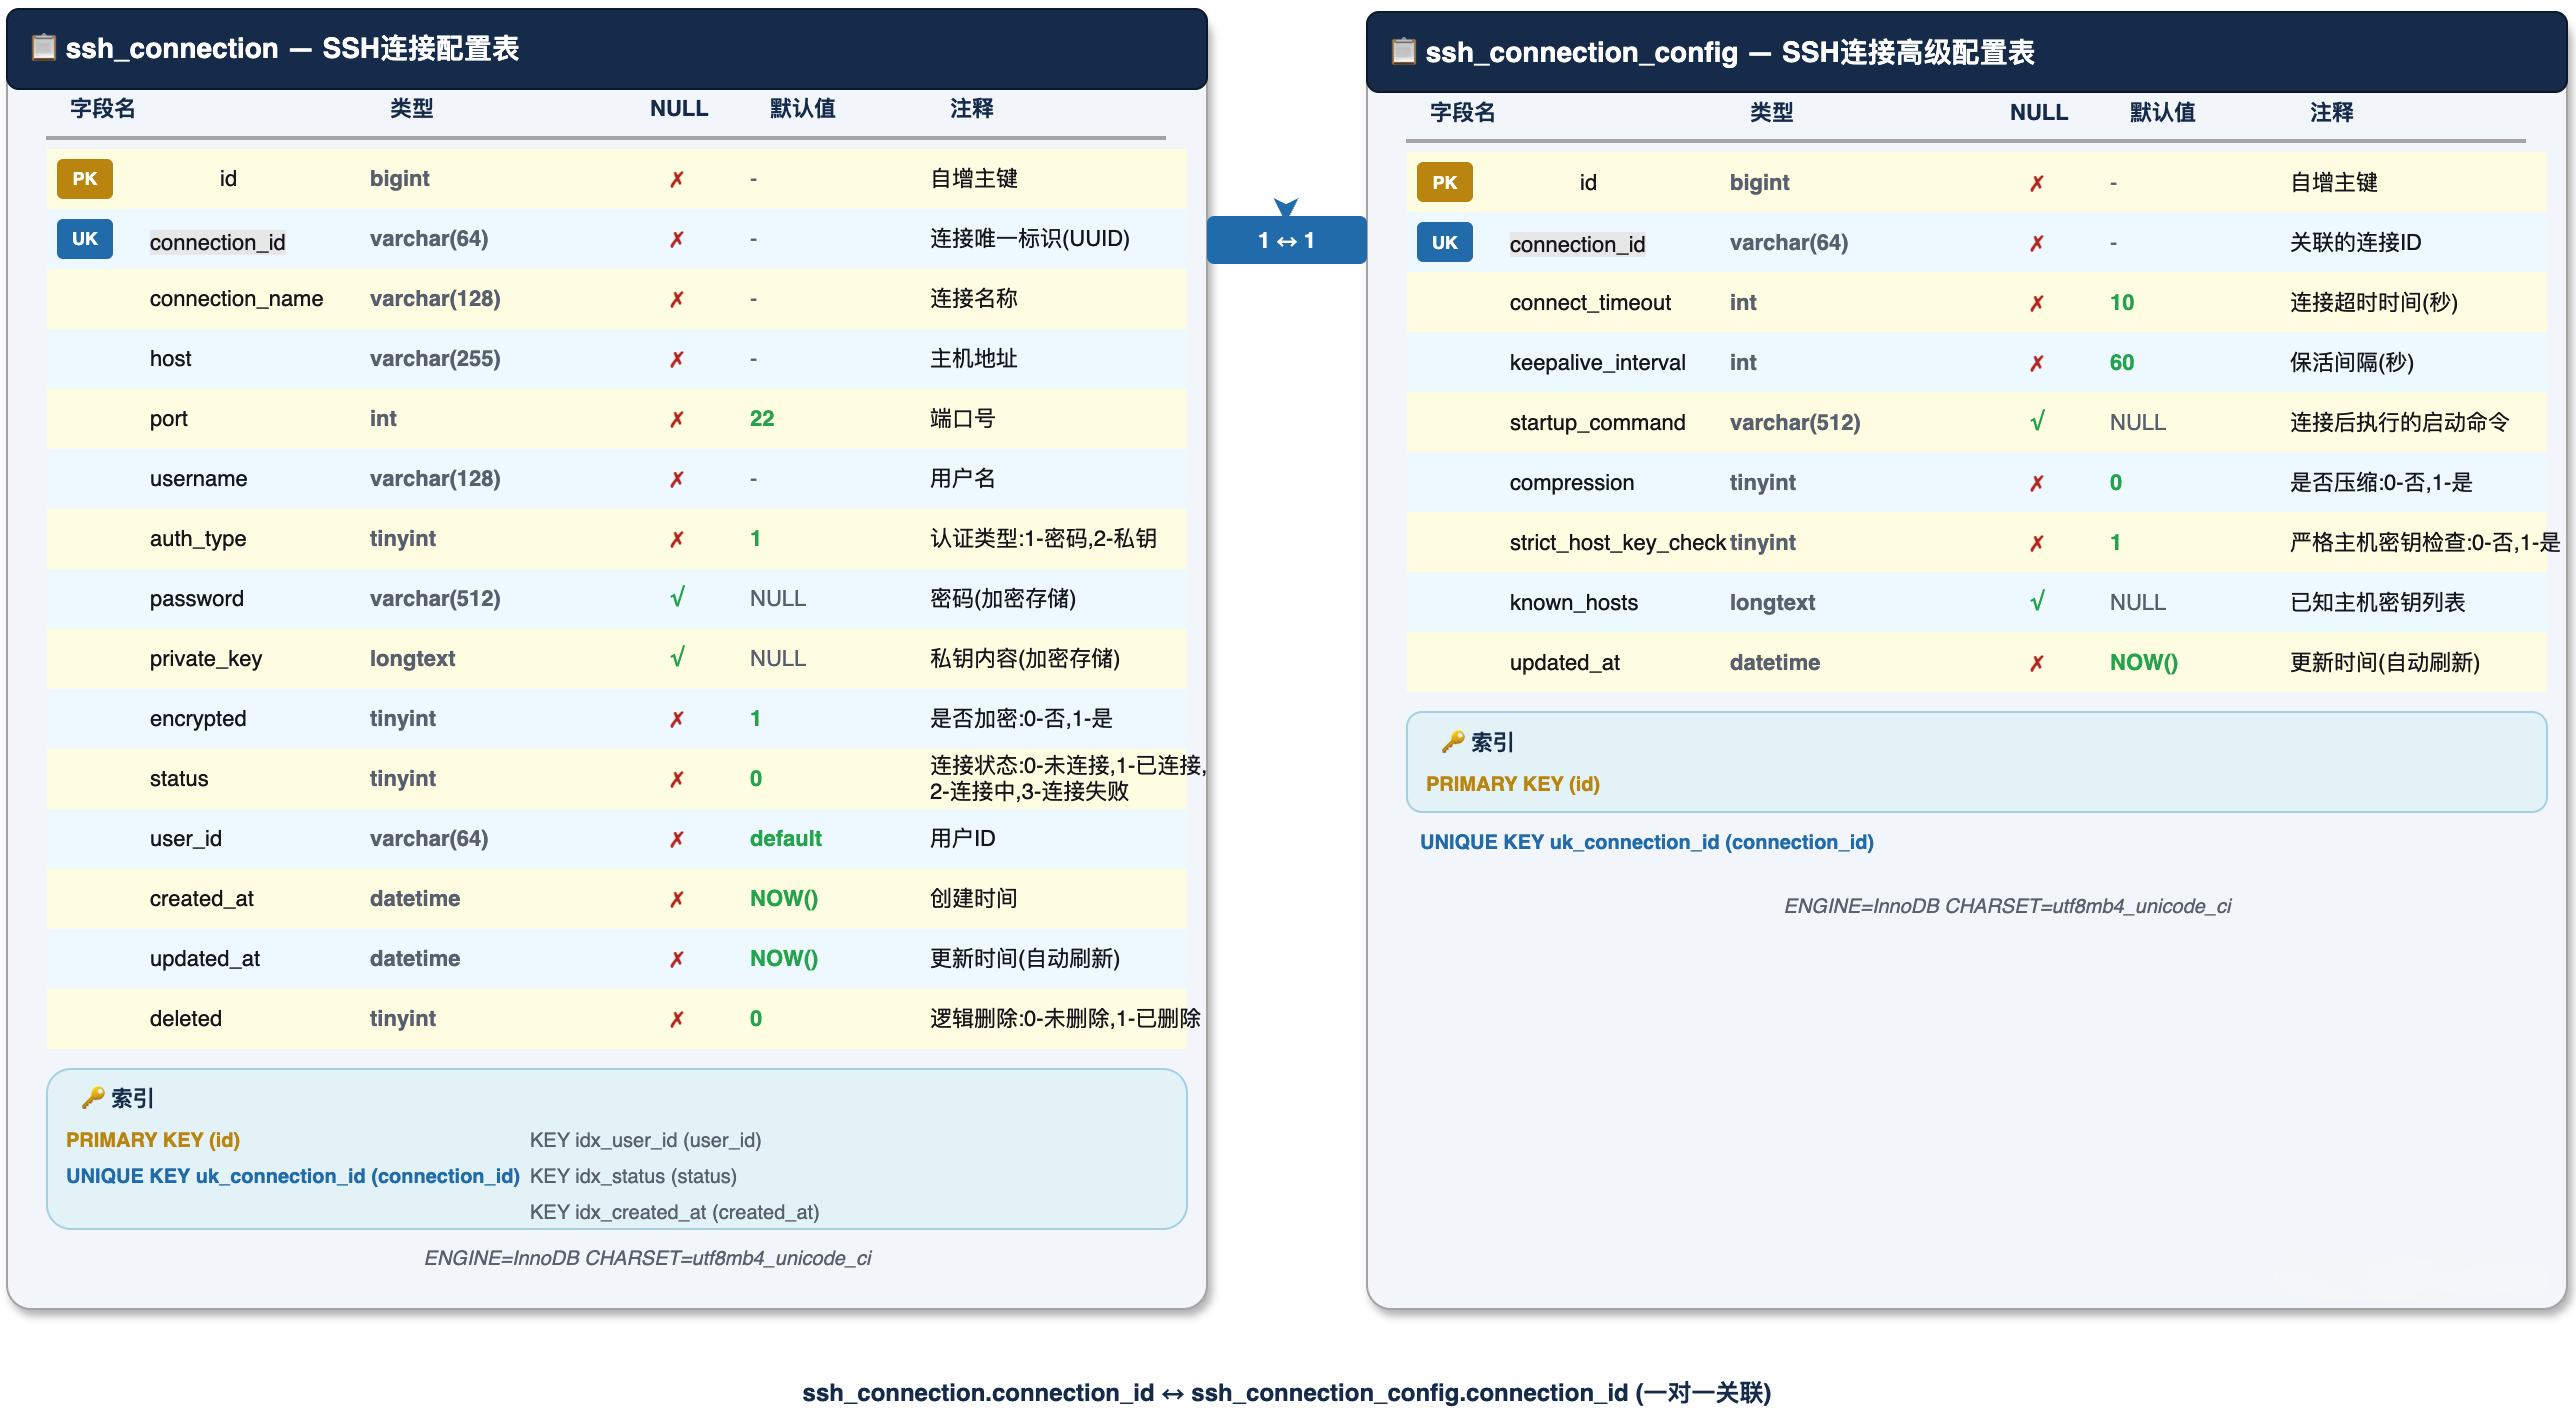 📋 ssh_connection — SSH连接配置表
字段名 类型 NULL 默认值 注释
PK id bigint ✗ - 自增主键
UK connection_id varchar(64) ✗ - 连接唯一标识(UUID)
connection_name varchar(128) ✗ - 连接名称
host varchar(255) ✗ - 主机地址
port int ✗ 22 端口号
username varchar(128) ✗ - 用户名
auth_type tinyint ✗ 1 认证类型:1-密码,2-私钥
password varchar(512) √ NULL 密码(加密存储)
private_key longtext √ NULL 私钥内容(加密存储)
encrypted tinyint ✗ 1 是否加密:0-否,1-是
status tinyint ✗ 0 连接状态:0-未连接,1-已连接,
2-连接中,3-连接失败
user_id varchar(64) ✗ default 用户ID
created_at datetime ✗ NOW() 创建时间
updated_at datetime ✗ NOW() 更新时间(自动刷新)
deleted tinyint ✗ 0 逻辑删除:0-未删除,1-已删除
🔑 索引
PRIMARY KEY (id) KEY idx_user_id (user_id)
UNIQUE KEY uk_connection_id (connection_id) KEY idx_status (status)
KEY idx_created_at (created_at)
ENGINE=InnoDB CHARSET=utf8mb4_unicode_ci
1 ↔ 1
📋 ssh_connection_config — SSH连接高级配置表
字段名 类型 NULL 默认值 注释
PK id bigint ✗ - 自增主键
UK connection_id varchar(64) ✗ - 关联的连接ID
connect_timeout int ✗ 10 连接超时时间(秒)
keepalive_interval int ✗ 60 保活间隔(秒)
startup_command varchar(512) √ NULL 连接后执行的启动命令
compression tinyint ✗ 0 是否压缩:0-否,1-是
strict_host_key_check tinyint ✗ 1 严格主机密钥检查:0-否,1-是
known_hosts longtext √ NULL 已知主机密钥列表
updated_at datetime ✗ NOW() 更新时间(自动刷新)
🔑 索引
PRIMARY KEY (id)
UNIQUE KEY uk_connection_id (connection_id)
ENGINE=InnoDB CHARSET=utf8mb4_unicode_ci
ssh_connection.connection_id ↔ ssh_connection_config.connection_id (一对一关联)